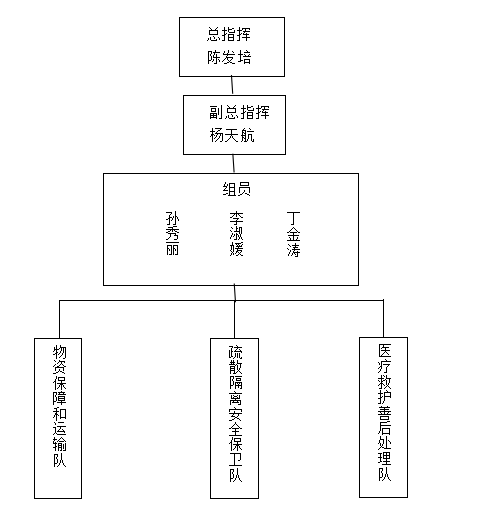 总指挥
陈发培
副总指挥
杨天航
组员
孙秀丽
李淑媛
丁金涛
物资保障和运输队
疏散隔离安全保卫队
医疗救护善后处理队